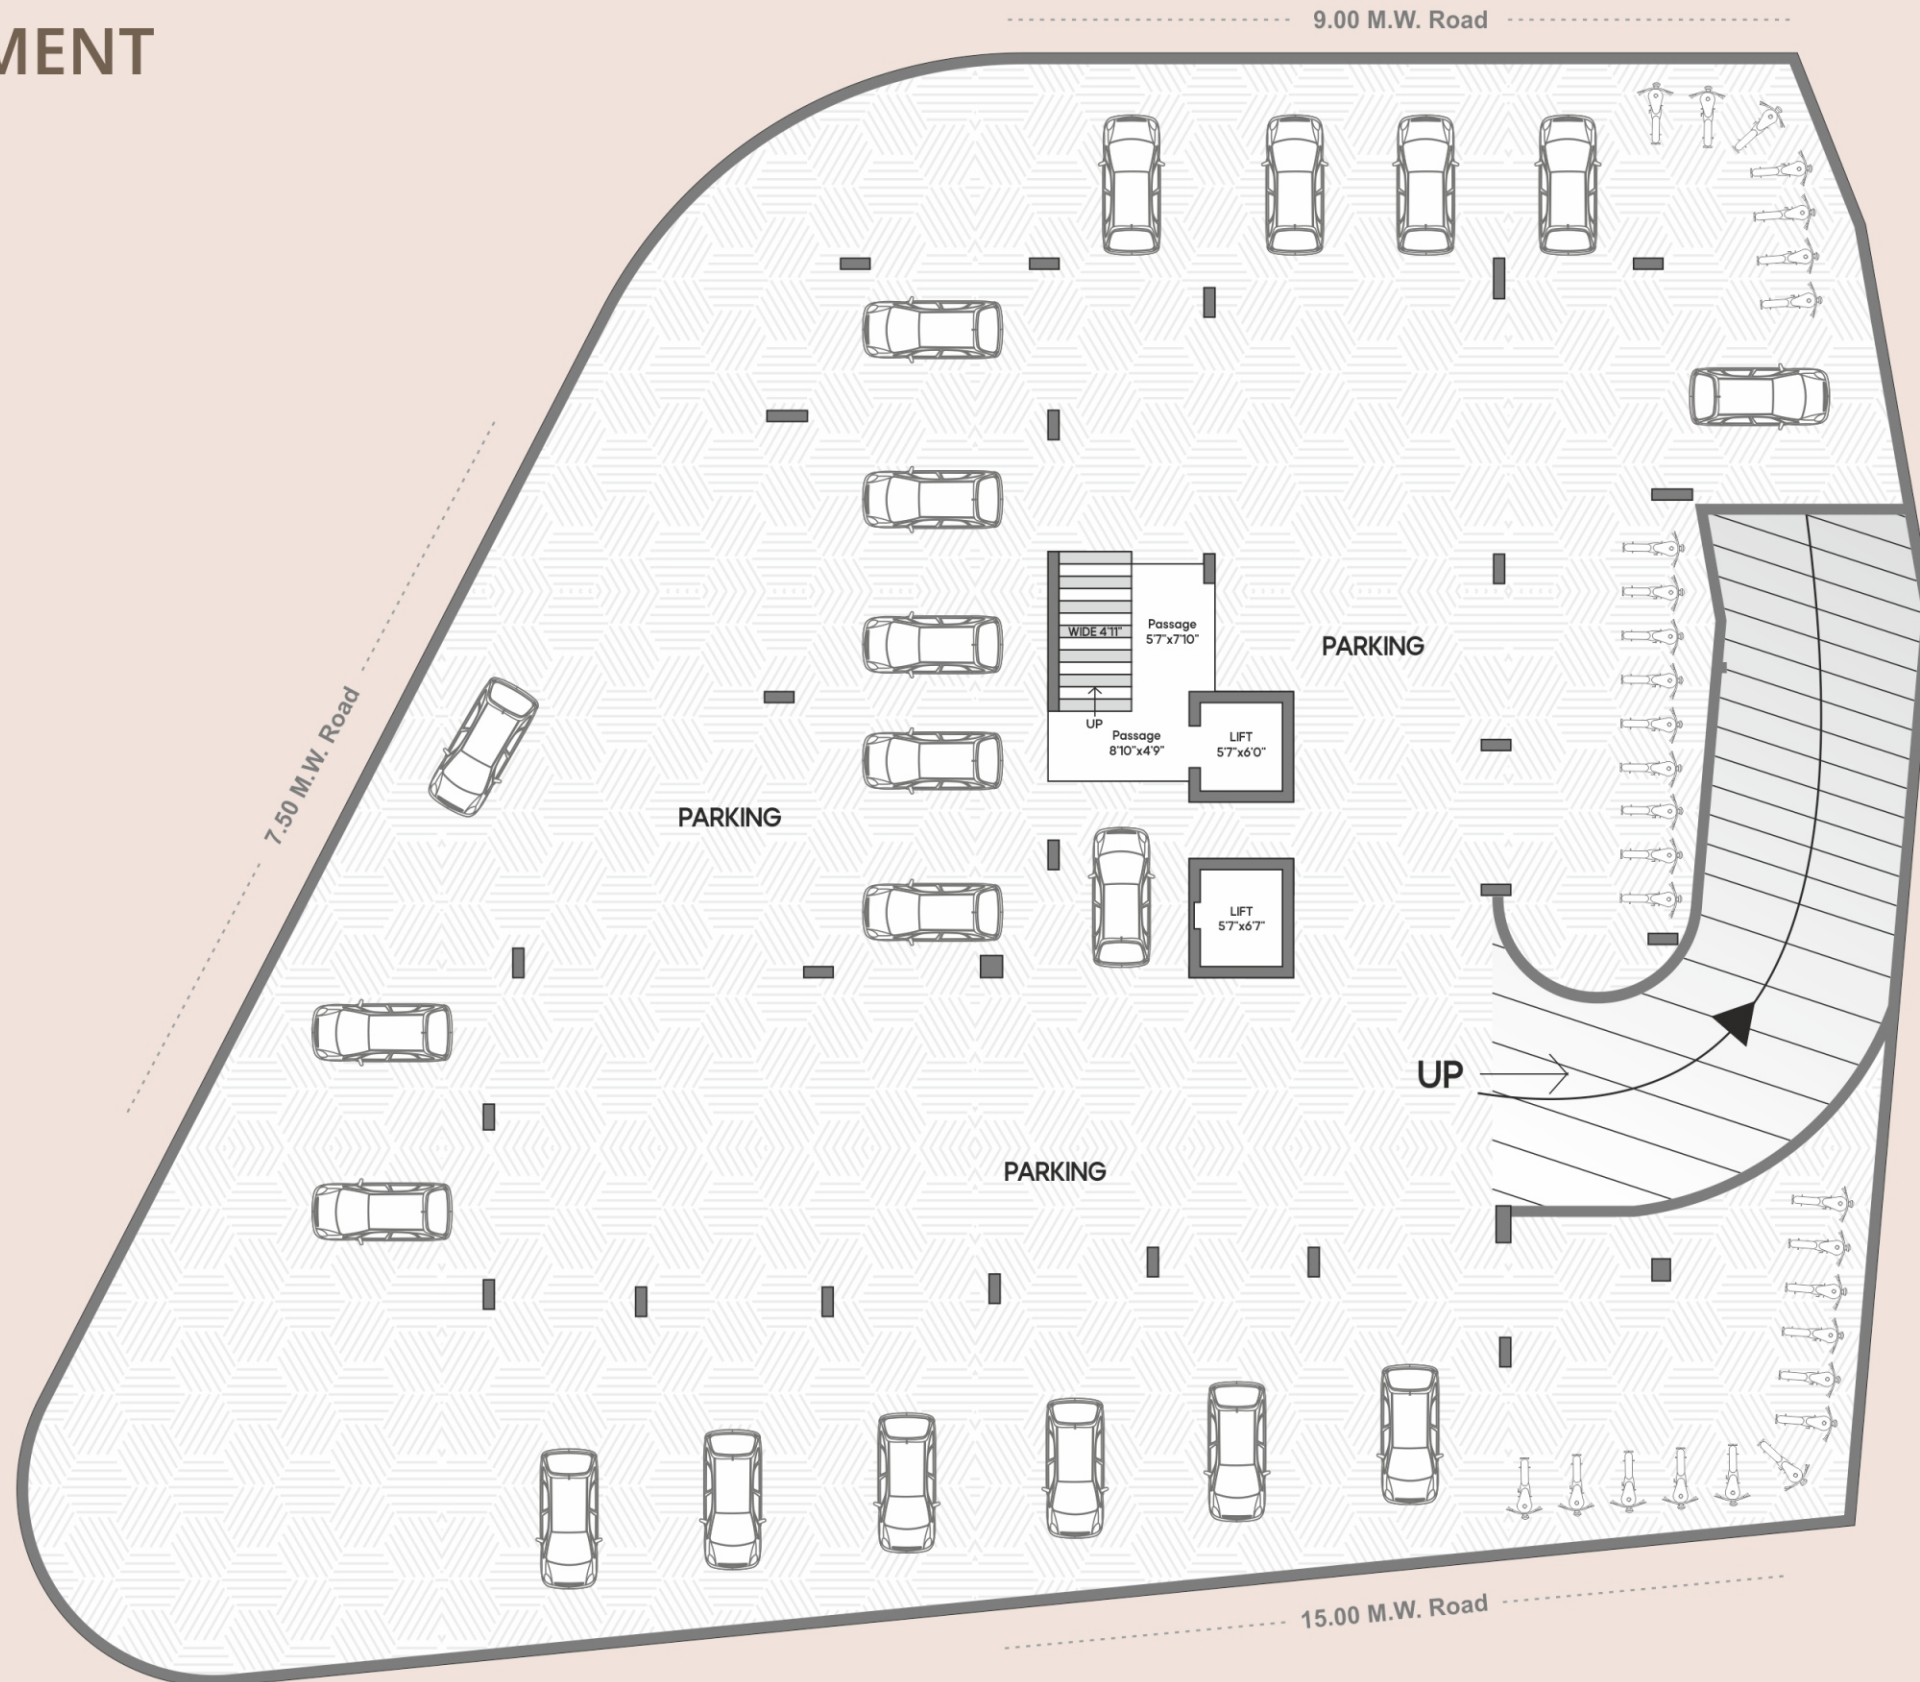 9.00 M.W. Road
MENT
WIDE 4'11"
Passage
5'7"x7'10"
PARKING
UP
Passage
8'10"x4'9"
LIFT
5'7"x6'0"
7.50 M.W. Road
PARKING
LIFT
5'7"x6'7"
UP
PARKING
15.00 M.W. Road